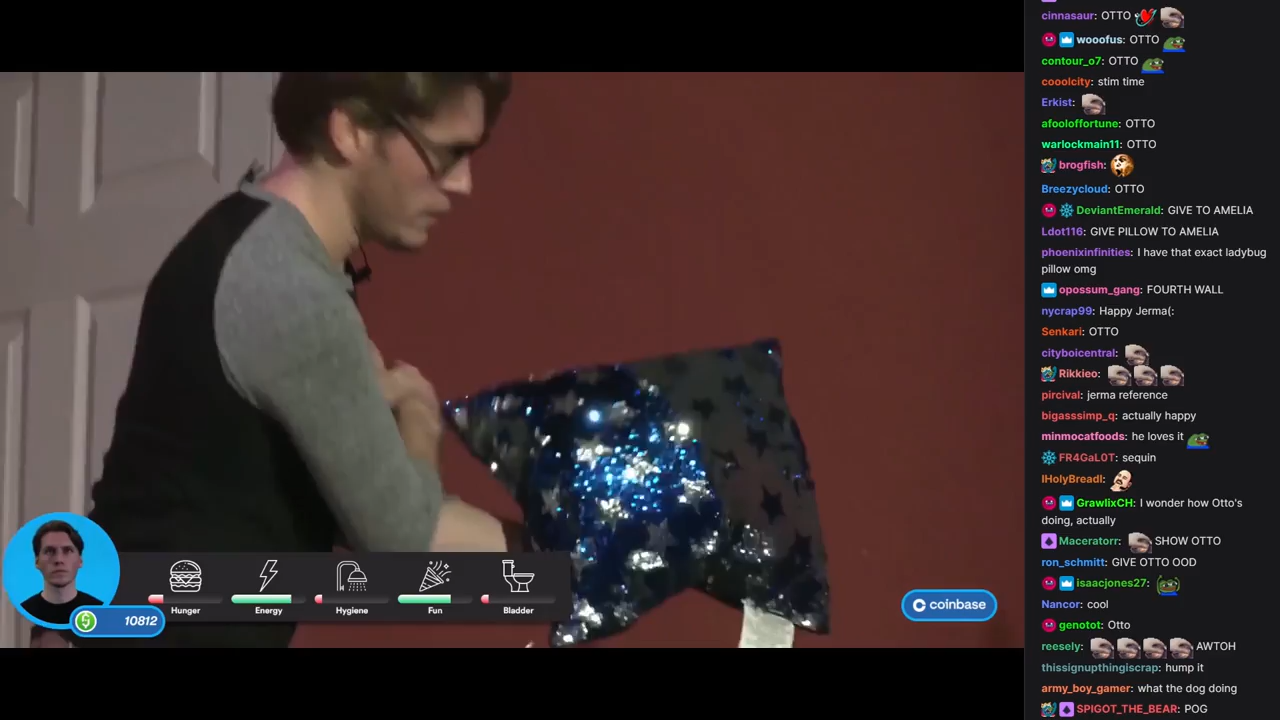 cinnasaur: OTTO
wooofus: OTTO
contour_o7: OTTO
cooolcity: stim time
Erkist:
afooloffortune: OTTO
warlockmain11: OTTO
brogfish:
Breezycloud: OTTO
DeviantEmerald: GIVE TO AMELIA
Ldot116: GIVE PILLOW TO AMELIA
phoenixinfinities: I have that exact ladybug
pillow omg
opossum_gang: FOURTH WALL
nycrap99: Happy Jerma(:
Senkari: OTTO
cityboicentral:
Rikkieo:
pircival: jerma reference
bigasssimp_q: actually happy
minmocatfoods: he loves it
FR4GaL0T: sequin
lHolyBreadl:
GrawlixCH: I wonder how Otto's
doing, actually
Maceratorr: SHOW OTTO
ron_schmitt: GIVE OTTO OOD
isaacjones27:
Nancor: cool
genotot: Otto
reesely: AWTOH
thissignupthingiscrap: hump it
army_boy_gamer: what the dog doing
SPIGOT_THE_BEAR: POG
Hunger
Energy
Hygiene
Fun
Bladder
10812
coinbase